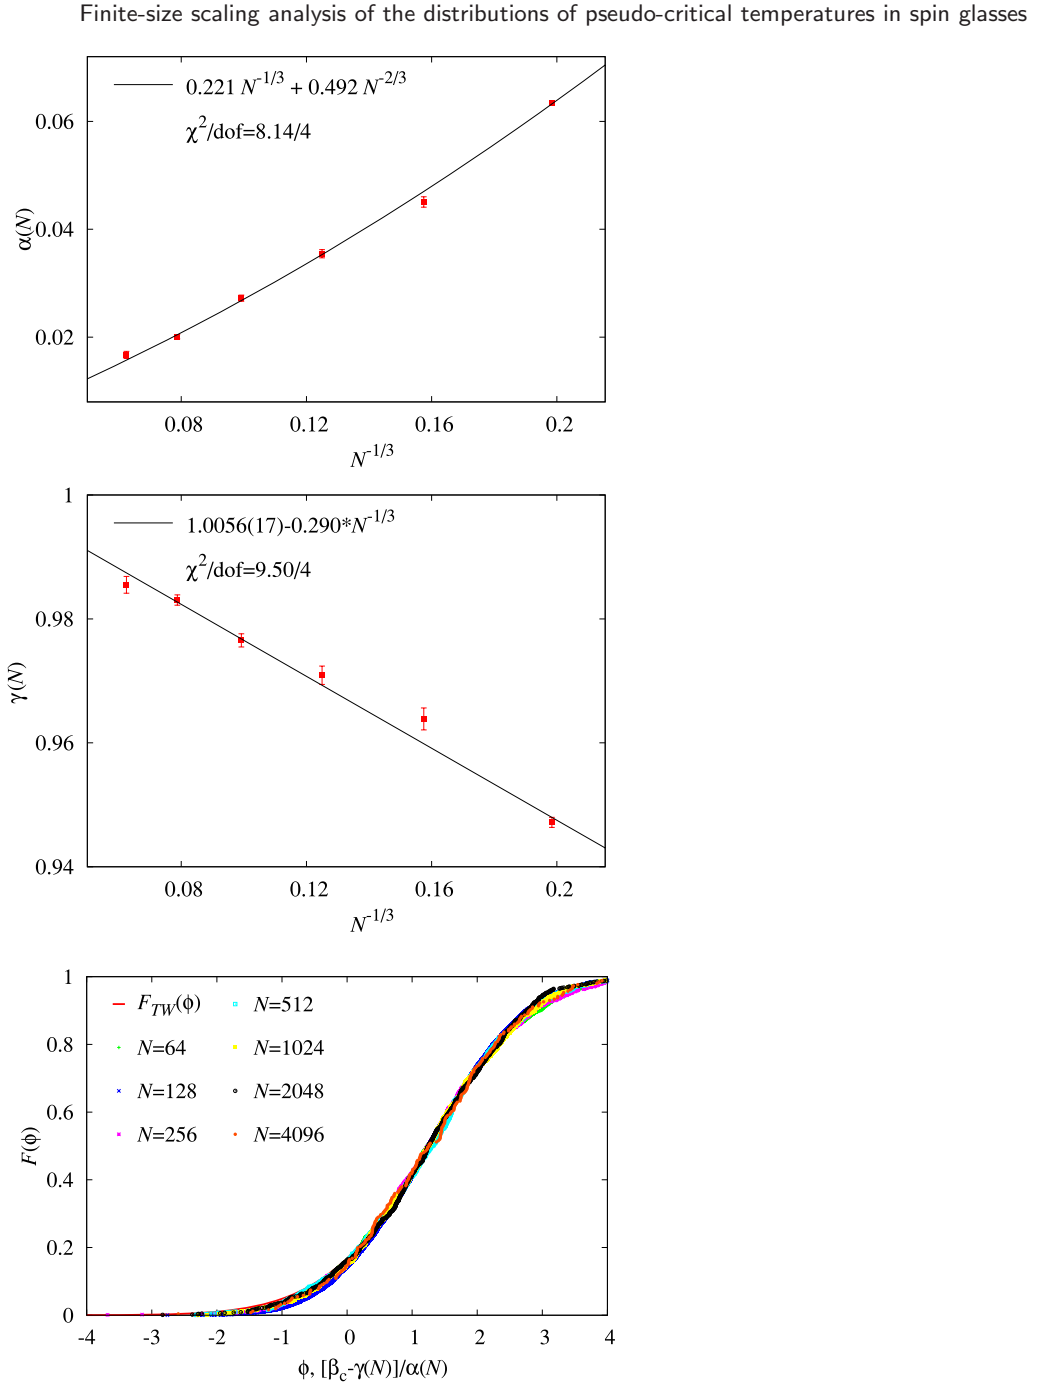 Finite-size scaling analysis of the distributions of pseudo-critical temperatures in spin glasses
0.221 N^-1/3 + 0.492 N^-2/3
χ^2/dof=8.14/4
0.06
0.04
0.02
α(N)
0.08 0.12 0.16 0.2
N^-1/3
1
1.0056(17)-0.290*N^-1/3
χ^2/dof=9.50/4
0.98
0.96
0.94
γ(N)
0.08 0.12 0.16 0.2
N^-1/3
1
F_TW(ϕ) N=512
N=64 N=1024
N=128 N=2048
N=256 N=4096
0.8
0.6
0.4
0.2
0
F(ϕ)
-4 -3 -2 -1 0 1 2 3 4
ϕ, [β_c-γ(N)]/α(N)